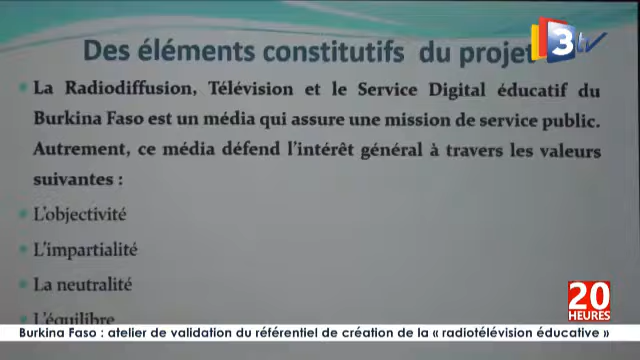 Des éléments constitutifs du projet
3tv
La Radiodiffusion, Télévision et le Service Digital éducatif du
Burkina Faso est un média qui assure une mission de service public.
Autrement, ce média défend l'intérêt général à travers les valeurs
suivantes :
L'objectivité
L'impartialité
La neutralité
L'équilibre
20
HEURES
Burkina Faso : atelier de validation du référentiel de création de la « radiotélévision éducative »